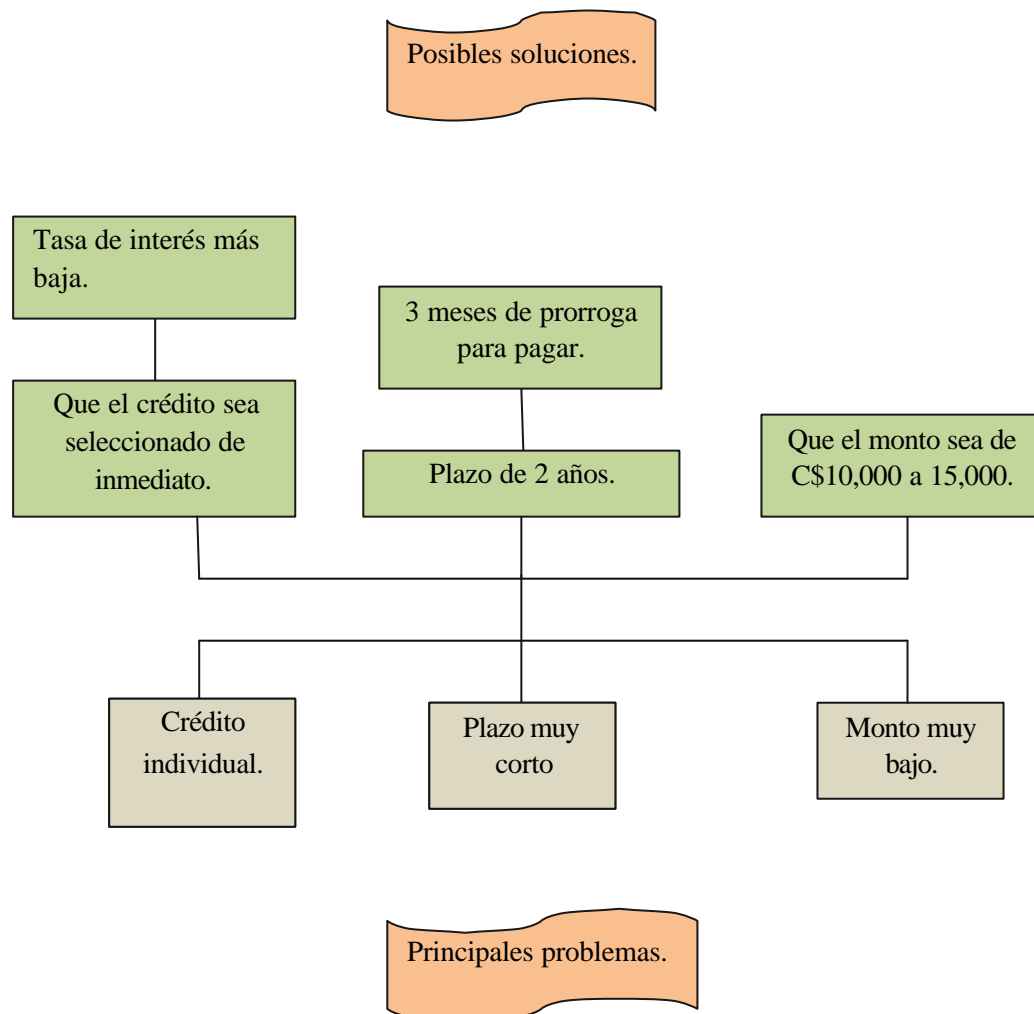 Posibles soluciones.
Tasa de interés más
baja.
3 meses de prorroga
para pagar.
Que el crédito sea
seleccionado de
inmediato.
Plazo de 2 años.
Que el monto sea de
C$10,000 a 15,000.
Crédito
individual.
Plazo muy
corto
Monto muy
bajo.
Principales problemas.